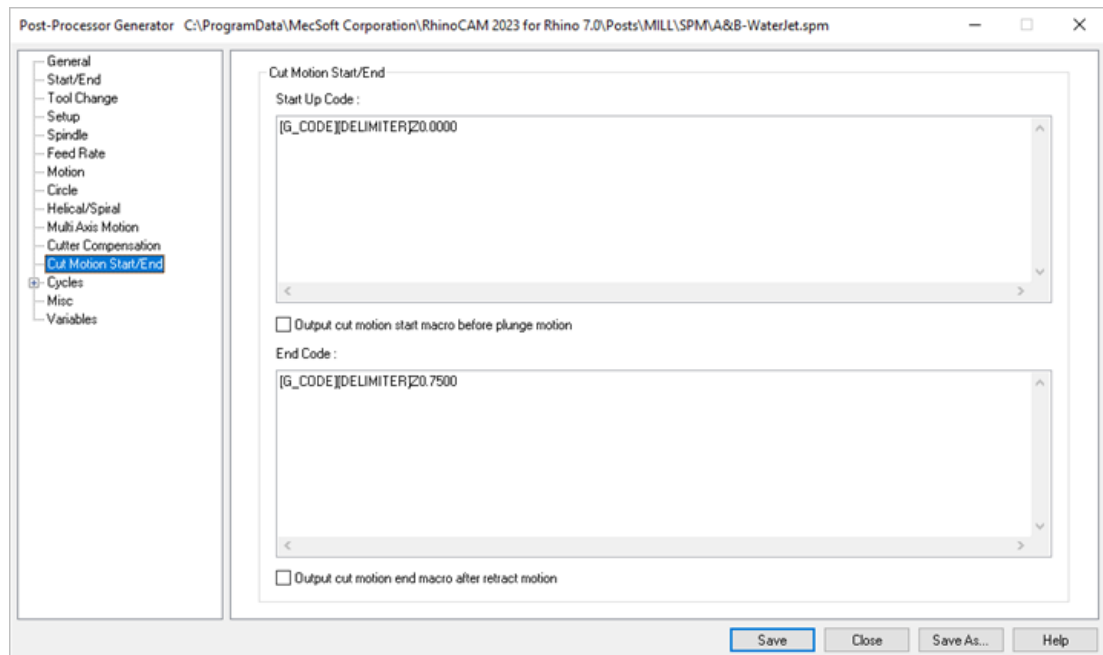 Post-Processor Generator C:\ProgramData\MecSoft Corporation\RhinoCAM 2023 for Rhino 7.0\Posts\MILL\SPM\A&B-WaterJet.spm
General
Start/End
Tool Change
Setup
Spindle
Feed Rate
Motion
Circle
Helical/Spiral
Multi Axis Motion
Cutter Compensation
Cut Motion Start/End
Cycles
Misc
Variables
Cut Motion Start/End
Start Up Code :
[G_CODE][DELIMITER]Z0.0000
Output cut motion start macro before plunge motion
End Code :
[G_CODE][DELIMITER]Z0.7500
Output cut motion end macro after retract motion
Save Close Save As... Help